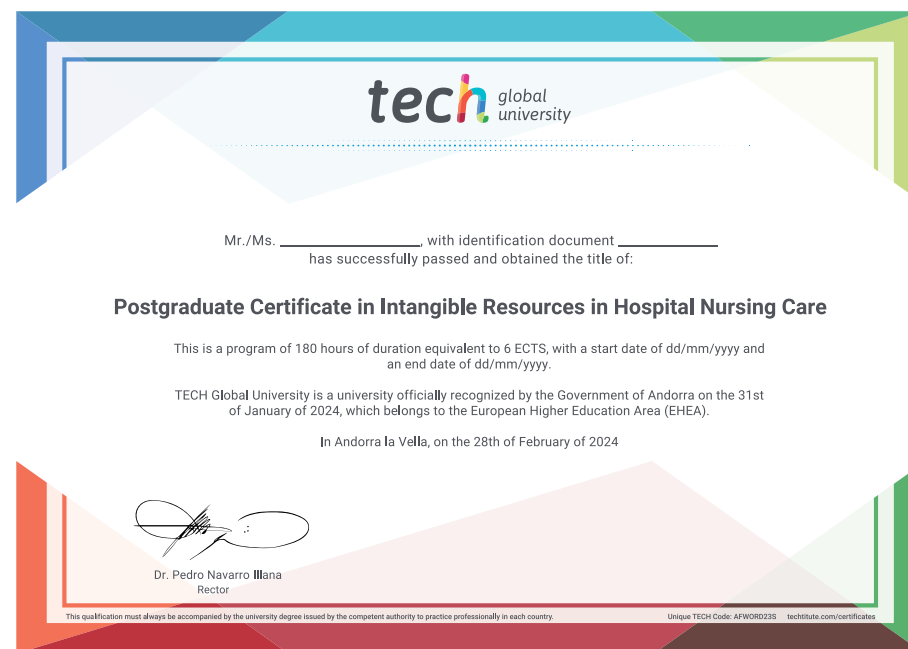 tech global
university
Mr./Ms. ____________________, with identification document ______________
has successfully passed and obtained the title of:
Postgraduate Certificate in Intangible Resources in Hospital Nursing Care
This is a program of 180 hours of duration equivalent to 6 ECTS, with a start date of dd/mm/yyyy and
an end date of dd/mm/yyyy.
TECH Global University is a university officially recognized by the Government of Andorra on the 31st
of January of 2024, which belongs to the European Higher Education Area (EHEA).
In Andorra la Vella, on the 28th of February of 2024
Dr. Pedro Navarro Illana
Rector
This qualification must always be accompanied by the university degree issued by the competent authority to practice professionally in each country.
Unique TECH Code: AFWORD23S techtitute.com/certificates